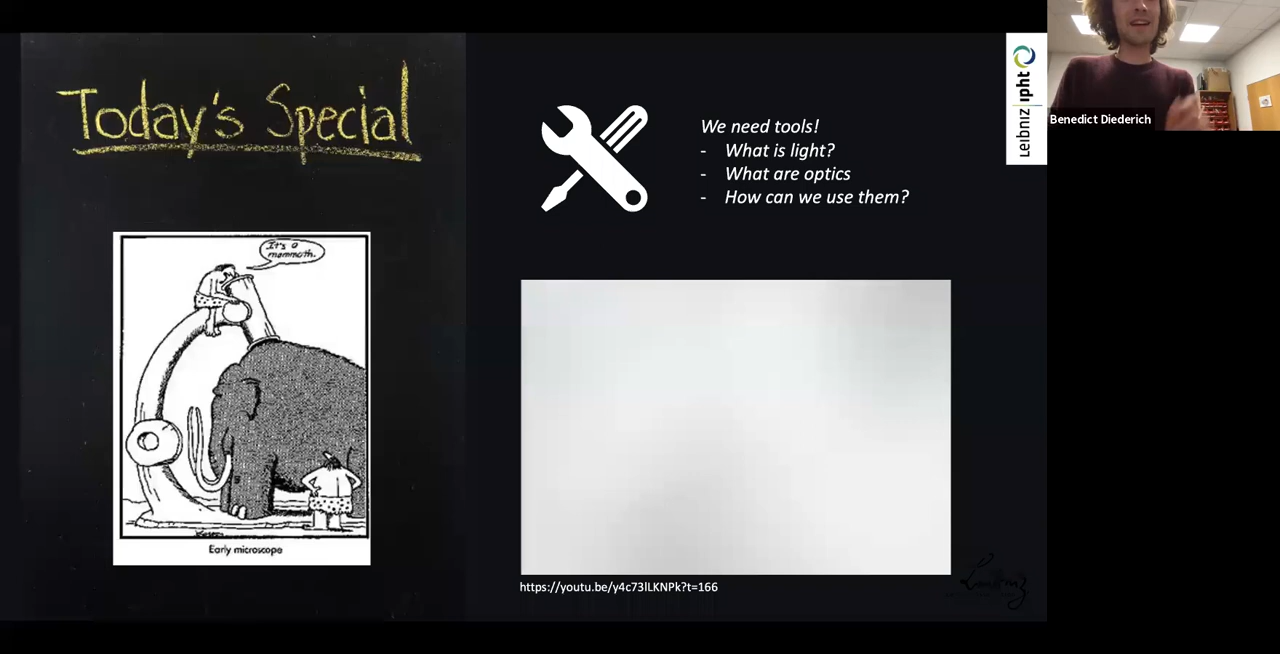 Today's Special
It's a
mammoth.
Early microscope
We need tools!
- What is light?
- What are optics
- How can we use them?
https://youtu.be/y4c73lLKNPk?t=166
Leibniz ipht
Benedict Diederich